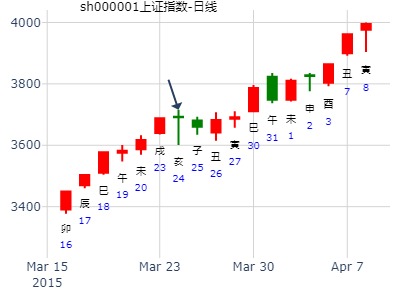 sh000001上证指数-日线
4000
3800
3600
3400
卯
16
辰
17
巳
18
午
19
未
20
戌
23
亥
24
子
25
丑
26
寅
27
巳
30
午
31
未
1
申
2
酉
3
丑
7
寅
8
Mar 15
2015
Mar 23
Mar 30
Apr 7